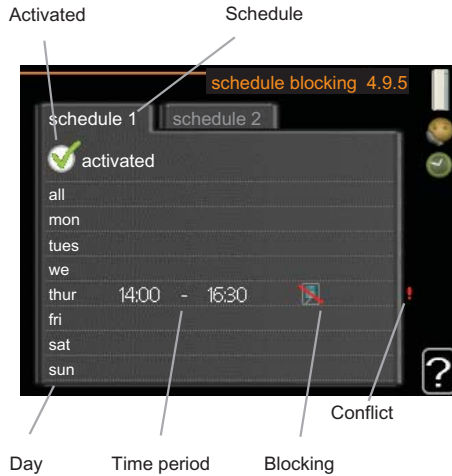 Activated Schedule
schedule blocking 4.9.5
schedule 1 schedule 2
activated
all
mon
tues
we
thur 14:00 - 16:30 !
fri
sat
sun
?
Conflict
Day Time period Blocking